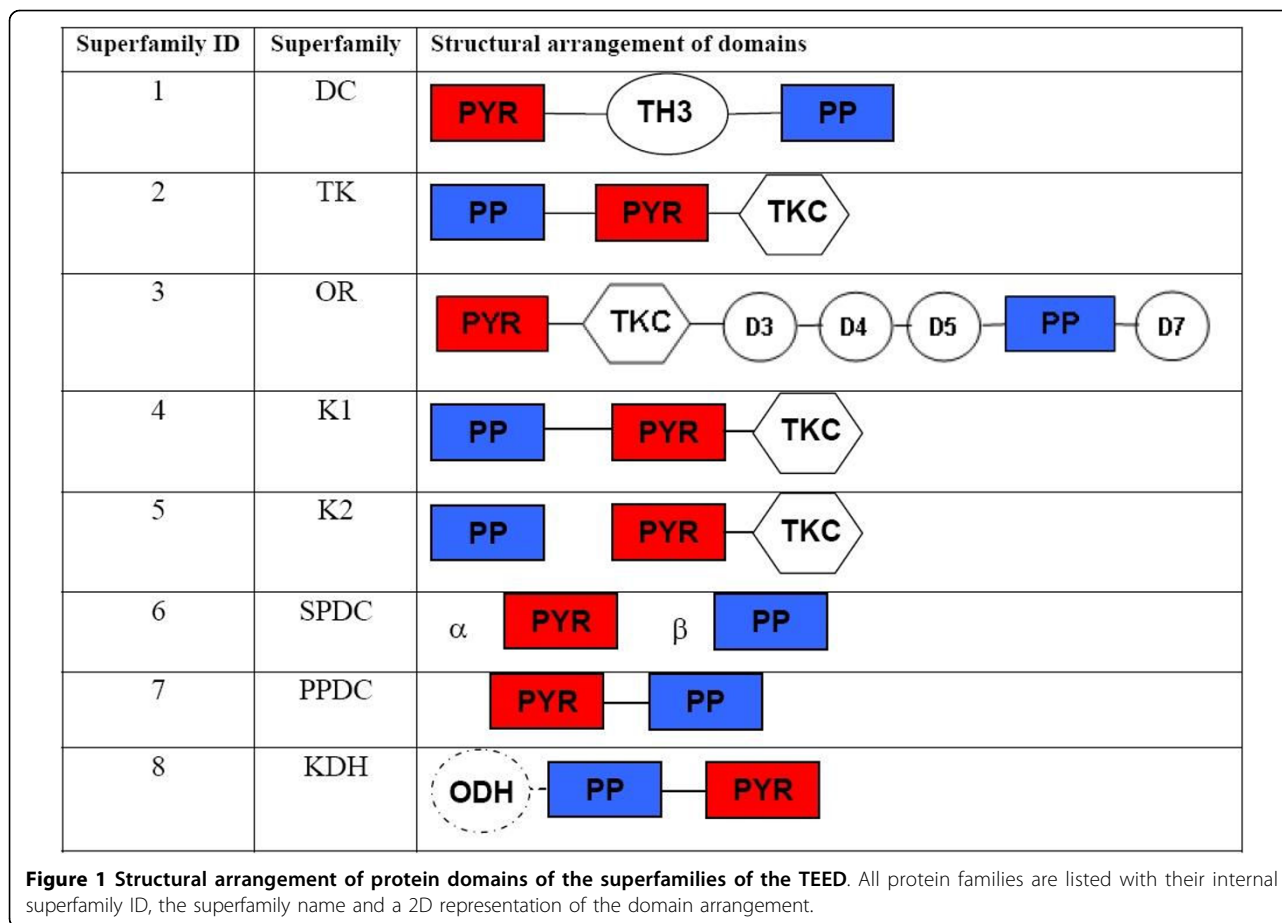 Superfamily ID Superfamily Structural arrangement of domains
1 DC PYR TH3 PP
2 TK PP PYR TKC
3 OR PYR TKC D3 D4 D5 PP D7
4 K1 PP PYR TKC
5 K2 PP PYR TKC
6 SPDC α PYR β PP
7 PPDC PYR PP
8 KDH ODH PP PYR
Figure 1 Structural arrangement of protein domains of the superfamilies of the TEED. All protein families are listed with their internal
superfamily ID, the superfamily name and a 2D representation of the domain arrangement.